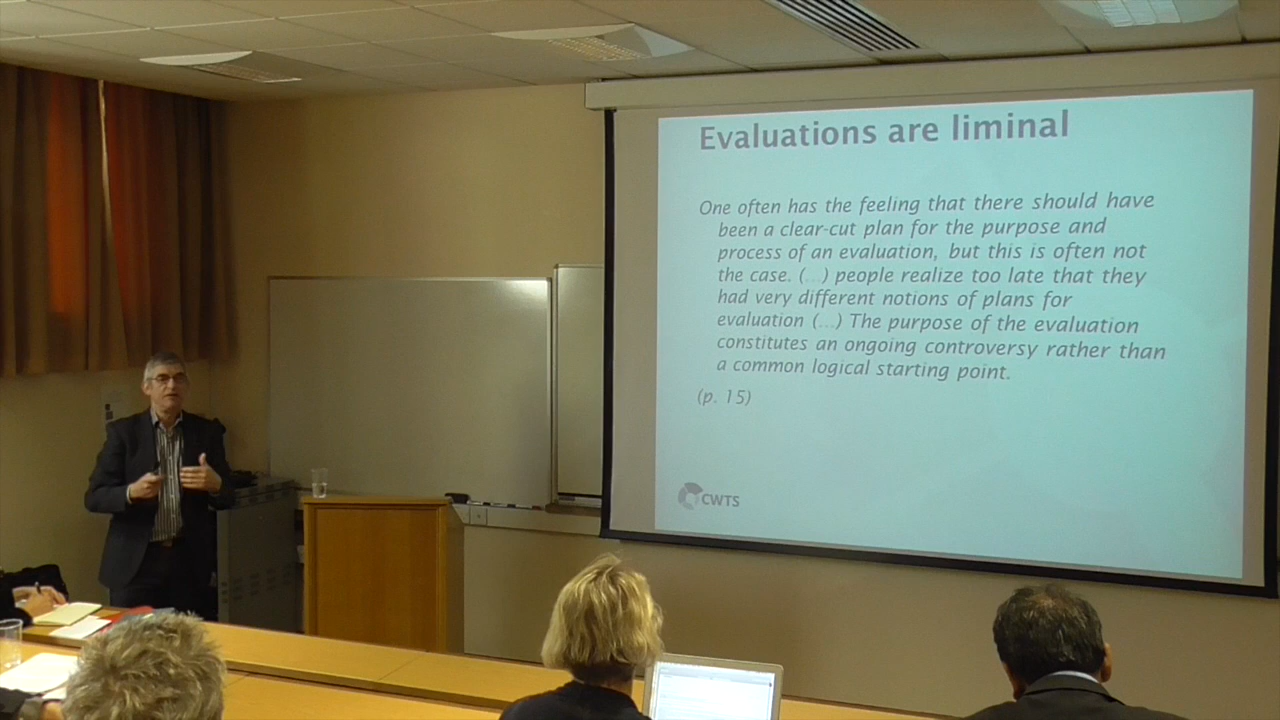 Evaluations are liminal
One often has the feeling that there should have
been a clear-cut plan for the purpose and
process of an evaluation, but this is often not
the case. (...) people realize too late that they
had very different notions of plans for
evaluation (...) The purpose of the evaluation
constitutes an ongoing controversy rather than
a common logical starting point.
(p. 15)
CWTS